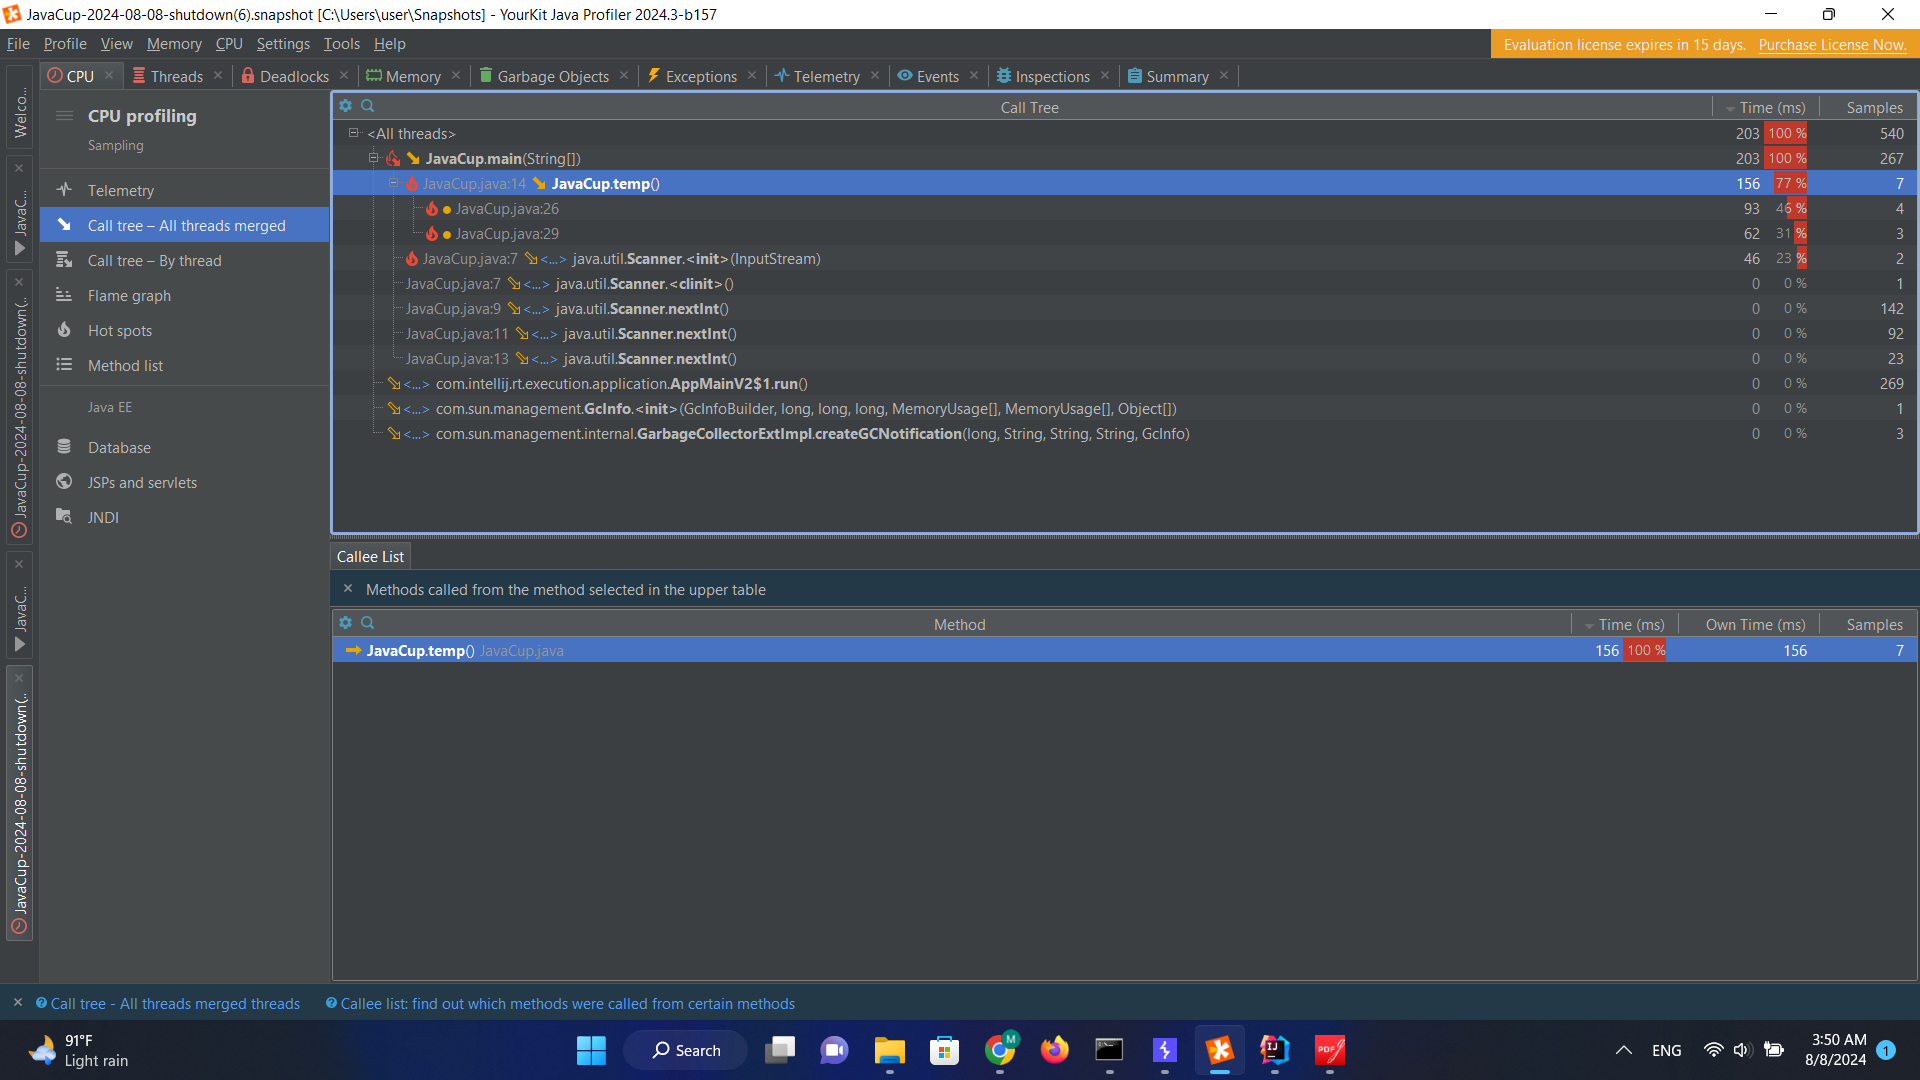 JavaCup-2024-08-08-shutdown(6).snapshot [C:\Users\user\Snapshots] - YourKit Java Profiler 2024.3-b157
File Profile View Memory CPU Settings Tools Help
Evaluation license expires in 15 days. Purchase License Now.
CPU Threads Deadlocks Memory Garbage Objects Exceptions Telemetry Events Inspections Summary
Welco...
JavaC...
JavaCup-2024-08-08-shutdown(..
JavaC...
JavaCup-2024-08-08-shutdown(..
CPU profiling
Sampling
Telemetry
Call tree – All threads merged
Call tree – By thread
Flame graph
Hot spots
Method list
Java EE
Database
JSPs and servlets
JNDI
Call Tree Time (ms) Samples
<All threads> 203 100 % 540
JavaCup.main(String[]) 203 100 % 267
JavaCup.java:14 JavaCup.temp() 156 77 % 7
JavaCup.java:26 93 46 % 4
JavaCup.java:29 62 31 % 3
JavaCup.java:7 <...> java.util.Scanner.<init>(InputStream) 46 23 % 2
JavaCup.java:7 <...> java.util.Scanner.<clinit>() 0 0 % 1
JavaCup.java:9 <...> java.util.Scanner.nextInt() 0 0 % 142
JavaCup.java:11 <...> java.util.Scanner.nextInt() 0 0 % 92
JavaCup.java:13 <...> java.util.Scanner.nextInt() 0 0 % 23
<...> com.intellij.rt.execution.application.AppMainV2$1.run() 0 0 % 269
<...> com.sun.management.GcInfo.<init>(GcInfoBuilder, long, long, long, MemoryUsage[], MemoryUsage[], Object[]) 0 0 % 1
<...> com.sun.management.internal.GarbageCollectorExtImpl.createGCNotification(long, String, String, String, GcInfo) 0 0 % 3
Callee List
Methods called from the method selected in the upper table
Method Time (ms) Own Time (ms) Samples
JavaCup.temp() JavaCup.java 156 100 % 156 7
Call tree - All threads merged threads Callee list: find out which methods were called from certain methods
91°F
Light rain
Search
M
PDF
ENG
3:50 AM
8/8/2024
1